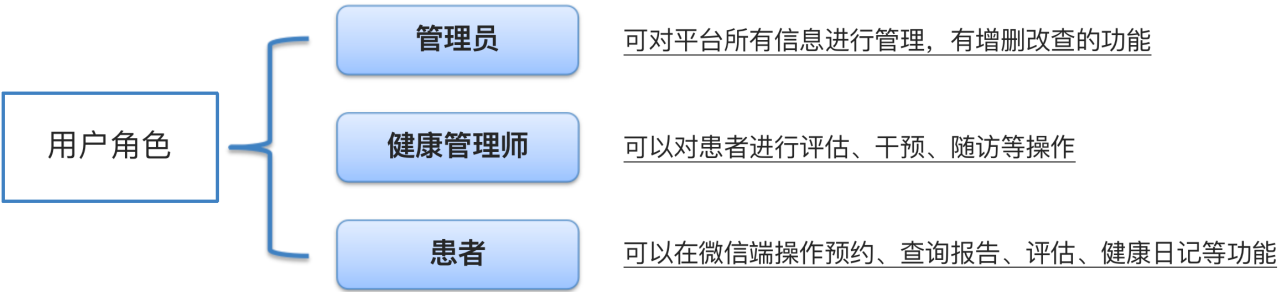 用户角色
管理员
可对平台所有信息进行管理，有增删改查的功能
健康管理师
可以对患者进行评估、干预、随访等操作
患者
可以在微信端操作预约、查询报告、评估、健康日记等功能